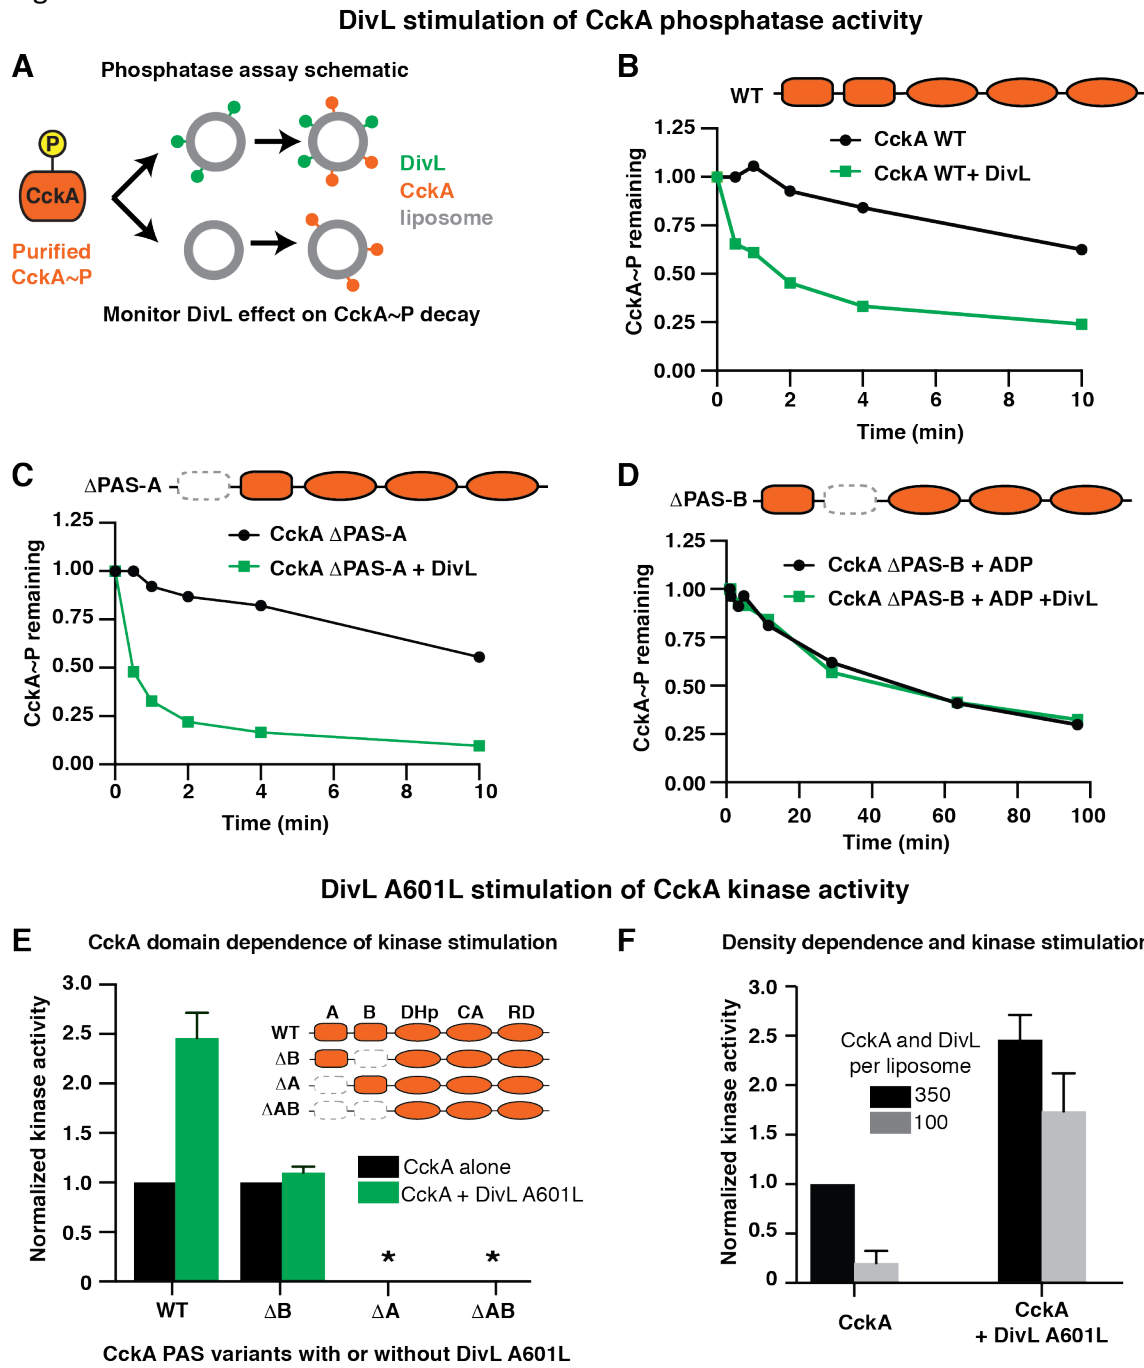 DivL stimulation of CckA phosphatase activity
A
Phosphatase assay schematic
P
CckA
Purified
CckA~P
DivL
CckA
liposome
Monitor DivL effect on CckA~P decay
B
WT
CckA WT
CckA WT+ DivL
1.25
1.00
0.75
0.50
0.25
0.00
CckA~P remaining
0 2 4 6 8 10
Time (min)
C
ΔPAS-A
CckA ΔPAS-A
CckA ΔPAS-A + DivL
1.25
1.00
0.75
0.50
0.25
0.00
CckA~P remaining
0 2 4 6 8 10
Time (min)
D
ΔPAS-B
CckA ΔPAS-B + ADP
CckA ΔPAS-B + ADP +DivL
1.25
1.00
0.75
0.50
0.25
0.00
CckA~P remaining
0 20 40 60 80 100
Time (min)
DivL A601L stimulation of CckA kinase activity
E
CckA domain dependence of kinase stimulation
3.0
2.5
2.0
1.5
1.0
0.5
0
Normalized kinase activity
A B DHp CA RD
WT
ΔB
ΔA
ΔAB
CckA alone
CckA + DivL A601L
* *
WT ΔB ΔA ΔAB
CckA PAS variants with or without DivL A601L
F
Density dependence and kinase stimulation
3.0
2.5
2.0
1.5
1.0
0.5
0
Normalized kinase activity
CckA and DivL
per liposome
350
100
CckA
CckA
+ DivL A601L